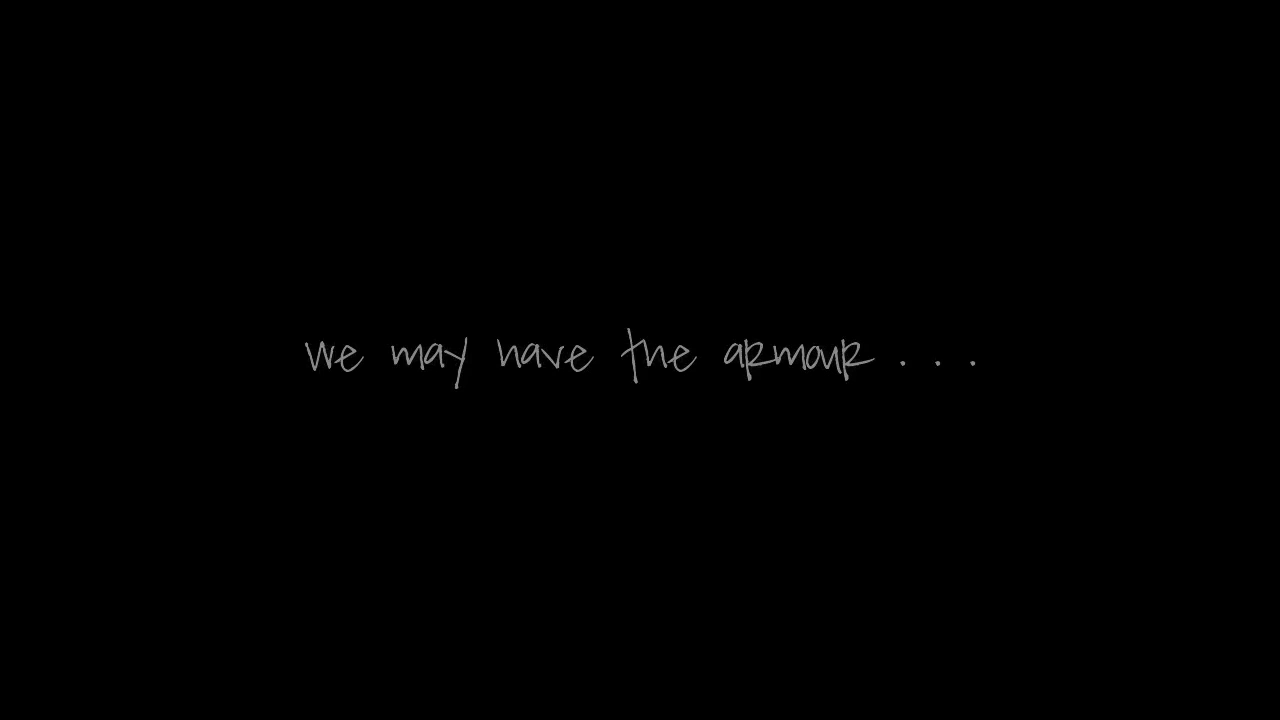 we may have the armour . . .